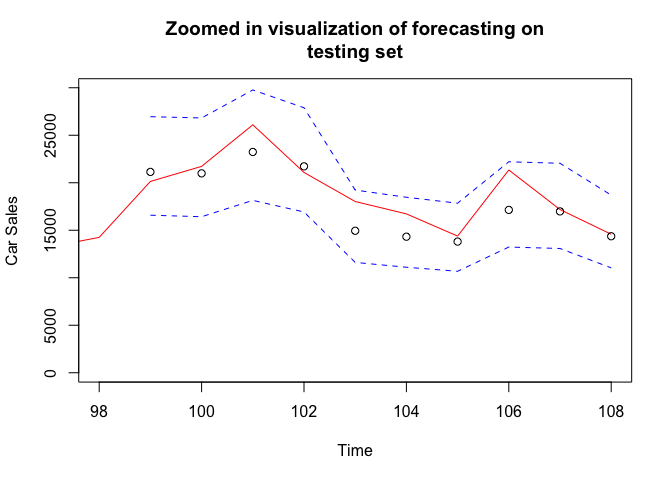 Zoomed in visualization of forecasting on
testing set
25000
15000
5000
0
Car Sales
98 100 102 104 106 108
Time